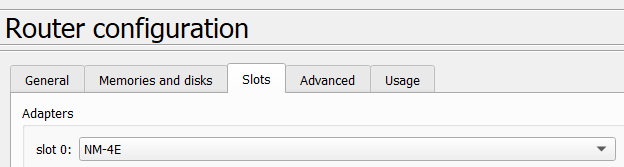 Router configuration
General Memories and disks Slots Advanced Usage
Adapters
slot 0: NM-4E